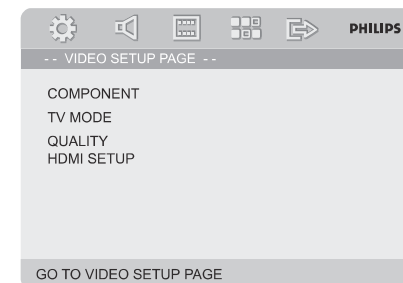 PHILIPS
-- VIDEO SETUP PAGE --
COMPONENT
TV MODE
QUALITY
HDMI SETUP
GO TO VIDEO SETUP PAGE